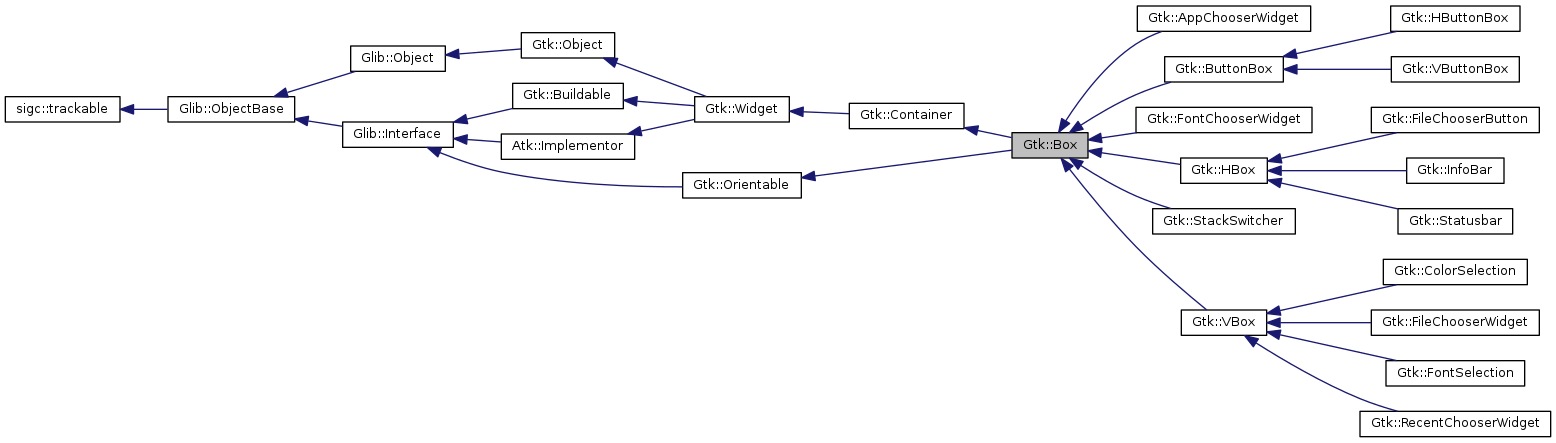 sigc::trackable
Glib::ObjectBase
Glib::Object
Glib::Interface
Gtk::Object
Gtk::Buildable
Atk::Implementor
Gtk::Orientable
Gtk::Widget
Gtk::Container
Gtk::Box
Gtk::AppChooserWidget
Gtk::ButtonBox
Gtk::FontChooserWidget
Gtk::HBox
Gtk::StackSwitcher
Gtk::VBox
Gtk::HButtonBox
Gtk::VButtonBox
Gtk::FileChooserButton
Gtk::InfoBar
Gtk::Statusbar
Gtk::ColorSelection
Gtk::FileChooserWidget
Gtk::FontSelection
Gtk::RecentChooserWidget